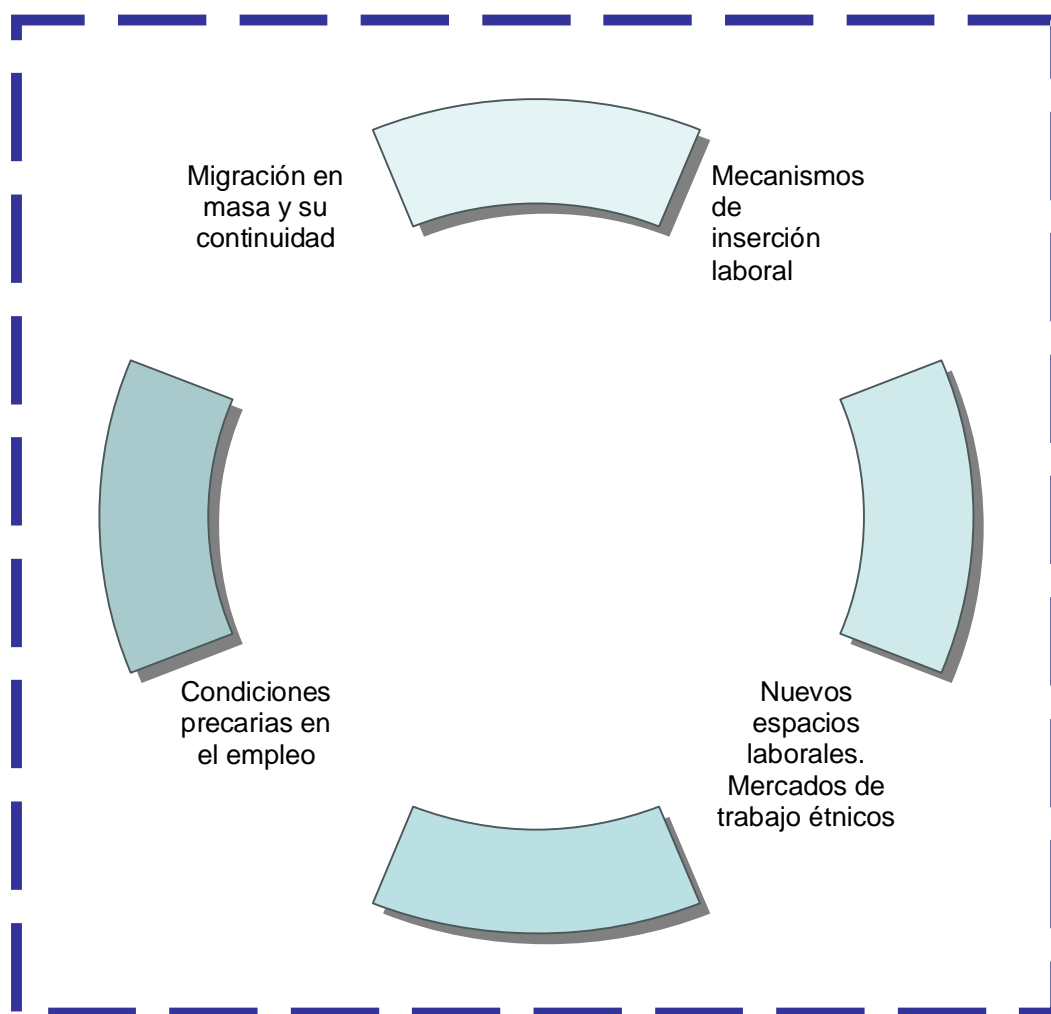 Migración en
masa y su
continuidad
Mecanismos
de
inserción
laboral
Condiciones
precarias en
el empleo
Nuevos
espacios
laborales.
Mercados de
trabajo étnicos